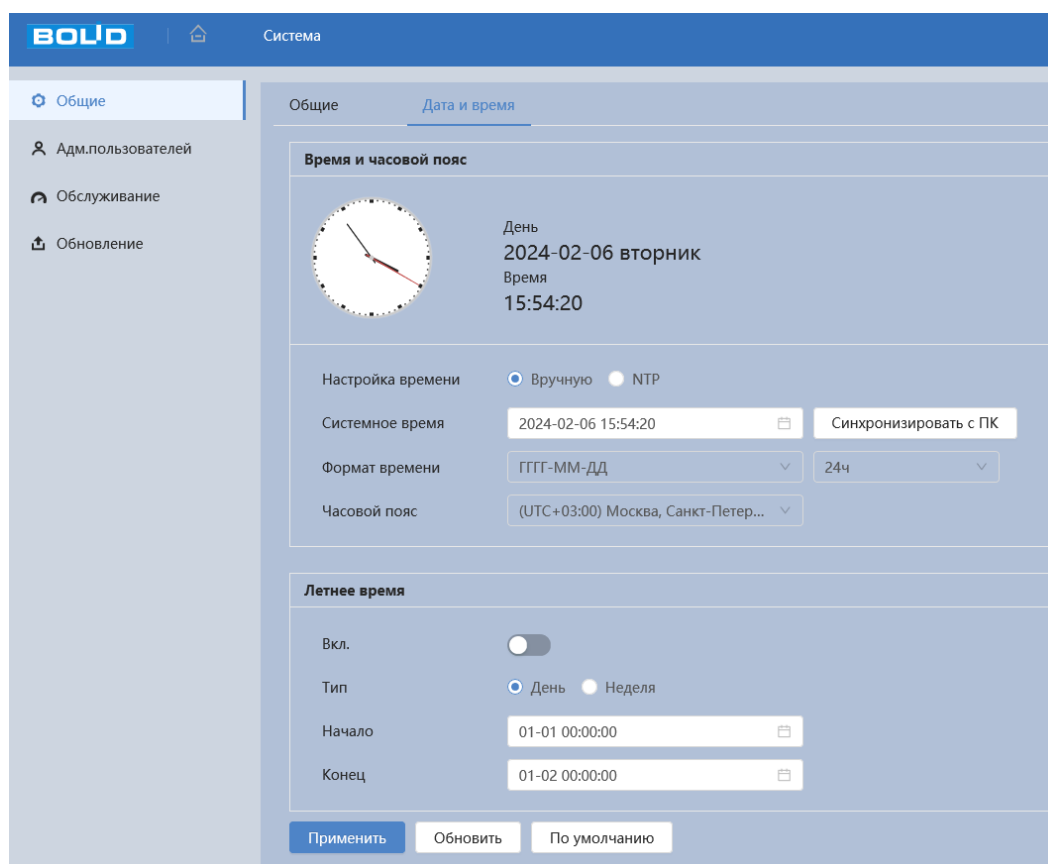 BOLID
Система
Общие
Адм.пользователей
Обслуживание
Обновление
Общие Дата и время
Время и часовой пояс
День
2024-02-06 вторник
Время
15:54:20
Настройка времени Вручную NTP
Системное время 2024-02-06 15:54:20 Синхронизировать с ПК
Формат времени ГГГГ-ММ-ДД 24ч
Часовой пояс (UTC+03:00) Москва, Санкт-Петер...
Летнее время
Вкл.
Тип День Неделя
Начало 01-01 00:00:00
Конец 01-02 00:00:00
Применить Обновить По умолчанию